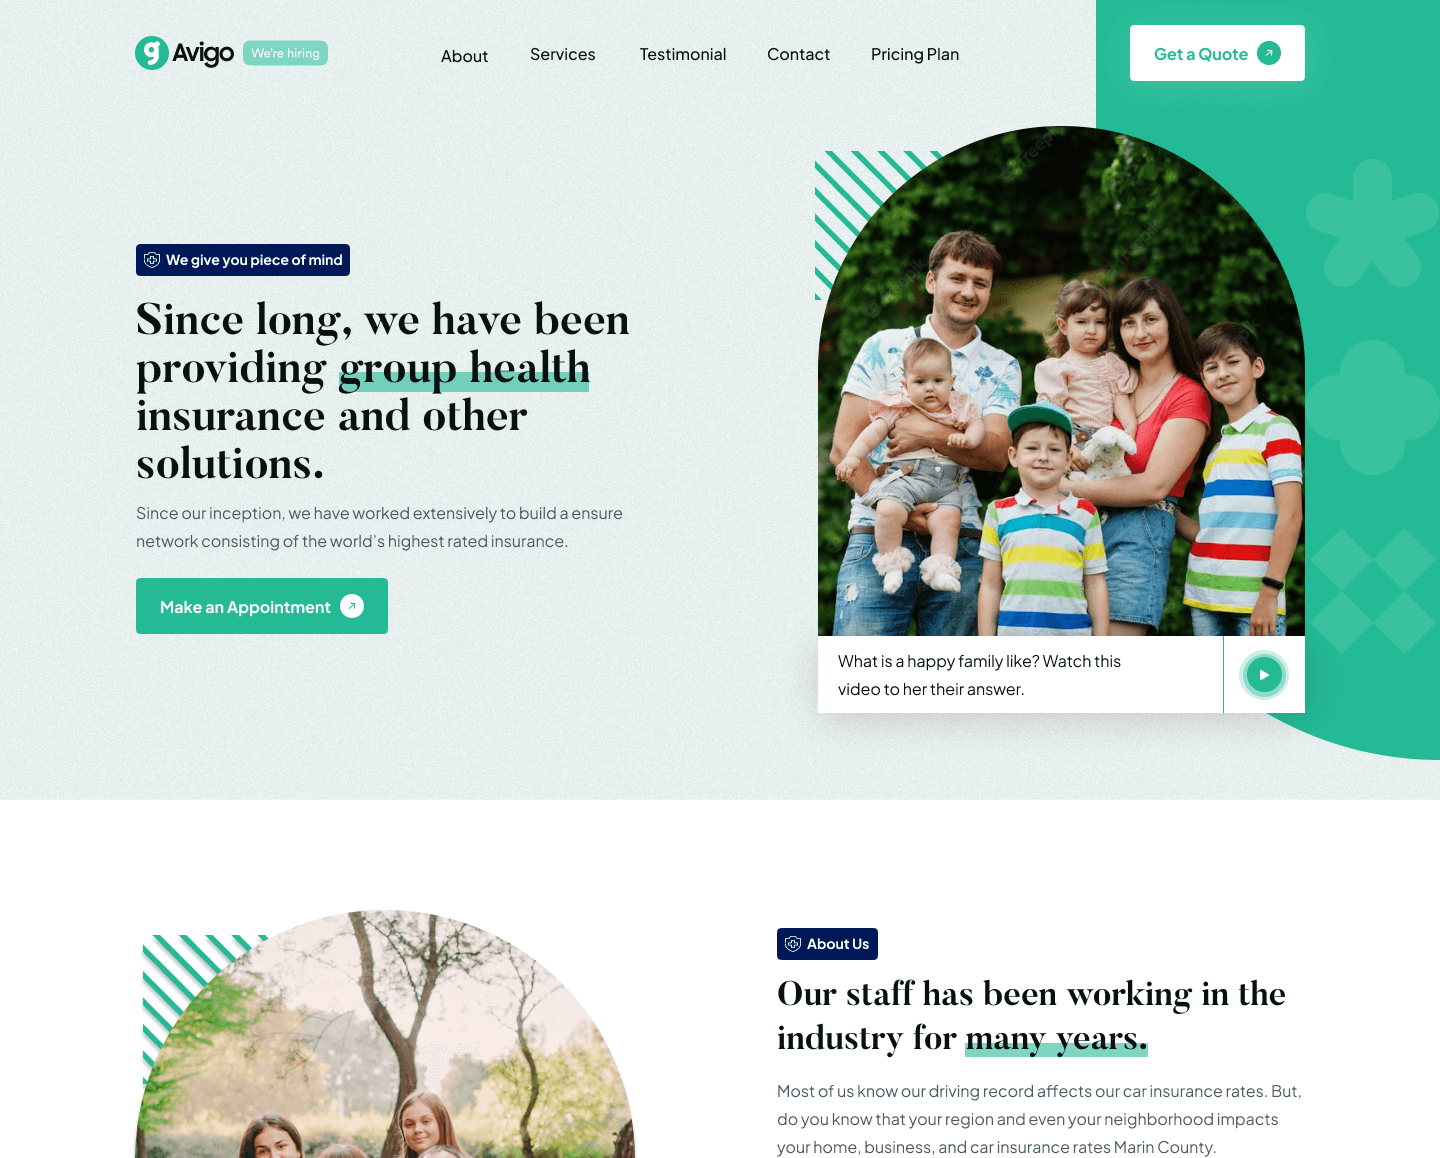 Avigo
We're hiring
About
Services
Testimonial
Contact
Pricing Plan
Get a Quote
We give you piece of mind
Since long, we have been
providing group health
insurance and other
solutions.
Since our inception, we have worked extensively to build a ensure
network consisting of the world's highest rated insurance.
Make an Appointment
What is a happy family like? Watch this
video to her their answer.
About Us
Our staff has been working in the
industry for many years.
Most of us know our driving record affects our car insurance rates. But,
do you know that your region and even your neighborhood impacts
your home, business, and car insurance rates Marin County.